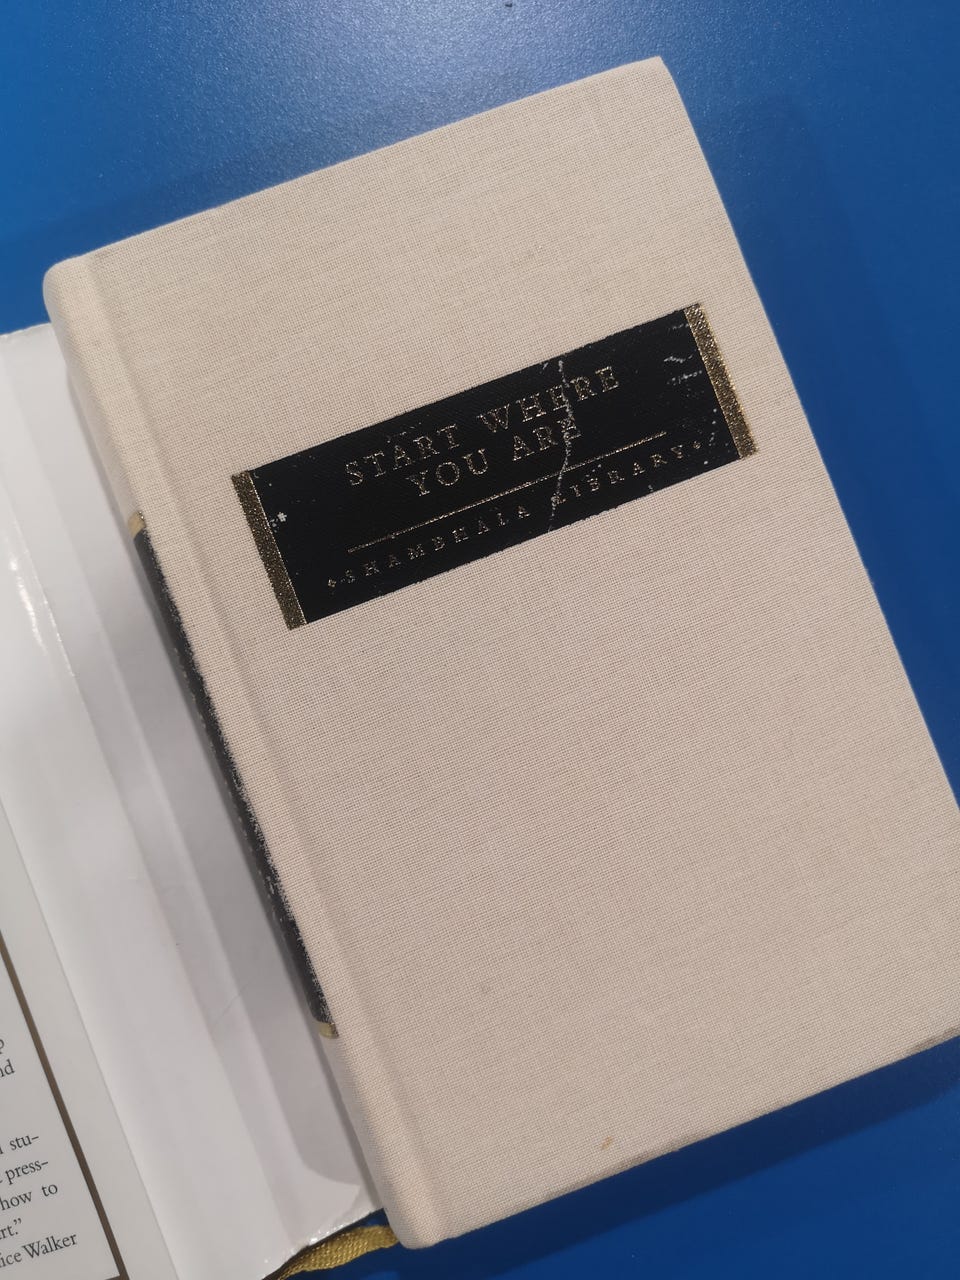 START WHERE
YOU ARE
SHAMBHALA LIBRARY
stu-
press-
how to
rt.”
ice Walker